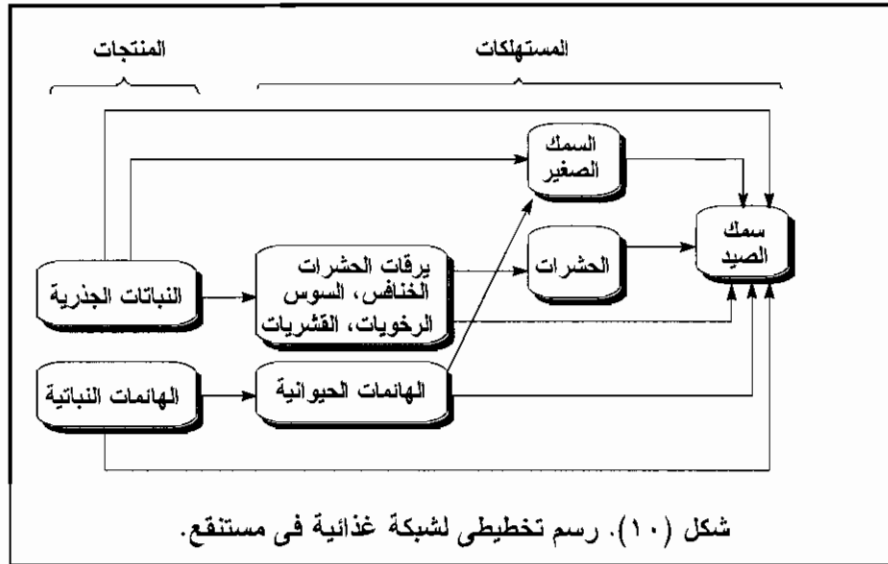 المنتجات
المستهلكات
السمك
الصغير
سمك
الصيد
الحشرات
يرقات الحشرات
الخنافس، السوس
الرخويات، القشريات
النباتات الجذرية
الهائمات الحيوانية
الهائمات النباتية
شكل (١٠). رسم تخطيطى لشبكة غذائية فى مستنقع.